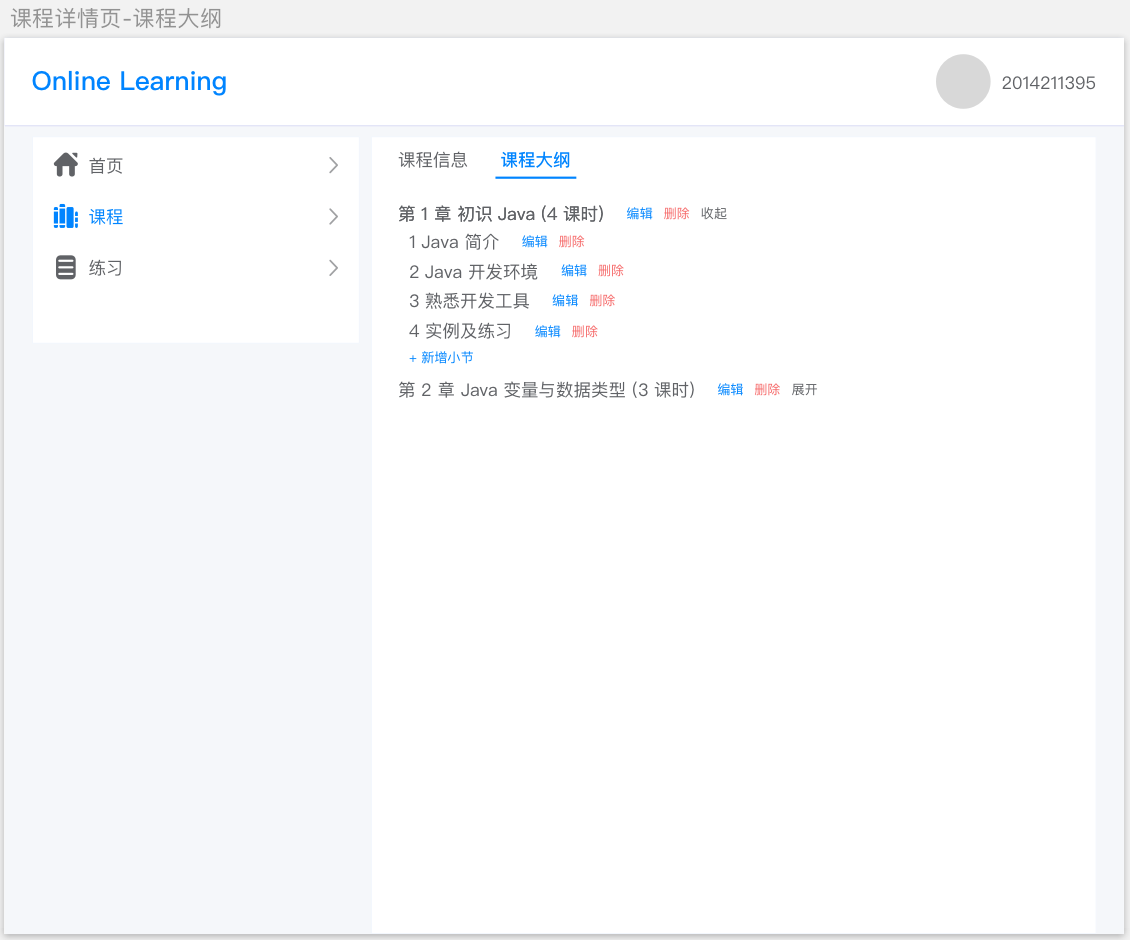 课程详情页-课程大纲
Online Learning
2014211395
首页
课程
练习
课程信息 课程大纲
第 1 章 初识 Java (4 课时) 编辑 删除 收起
1 Java 简介 编辑 删除
2 Java 开发环境 编辑 删除
3 熟悉开发工具 编辑 删除
4 实例及练习 编辑 删除
+ 新增小节
第 2 章 Java 变量与数据类型 (3 课时) 编辑 删除 展开